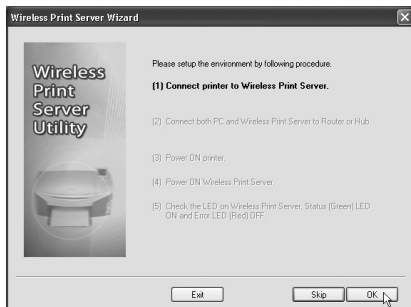 Wireless Print Server Wizard
Wireless
Print
Server
Utility
Please setup the environment by following procedure.
(1) Connect printer to Wireless Print Server.
(2) Connect both PC and Wireless Print Server to Router or Hub
(3) Power ON printer.
(4) Power ON Wireless Print Server.
(5) Check the LED on Wireless Print Server, Status (Green) LED
ON and Error LED (Red) OFF.
Exit
Skip
OK